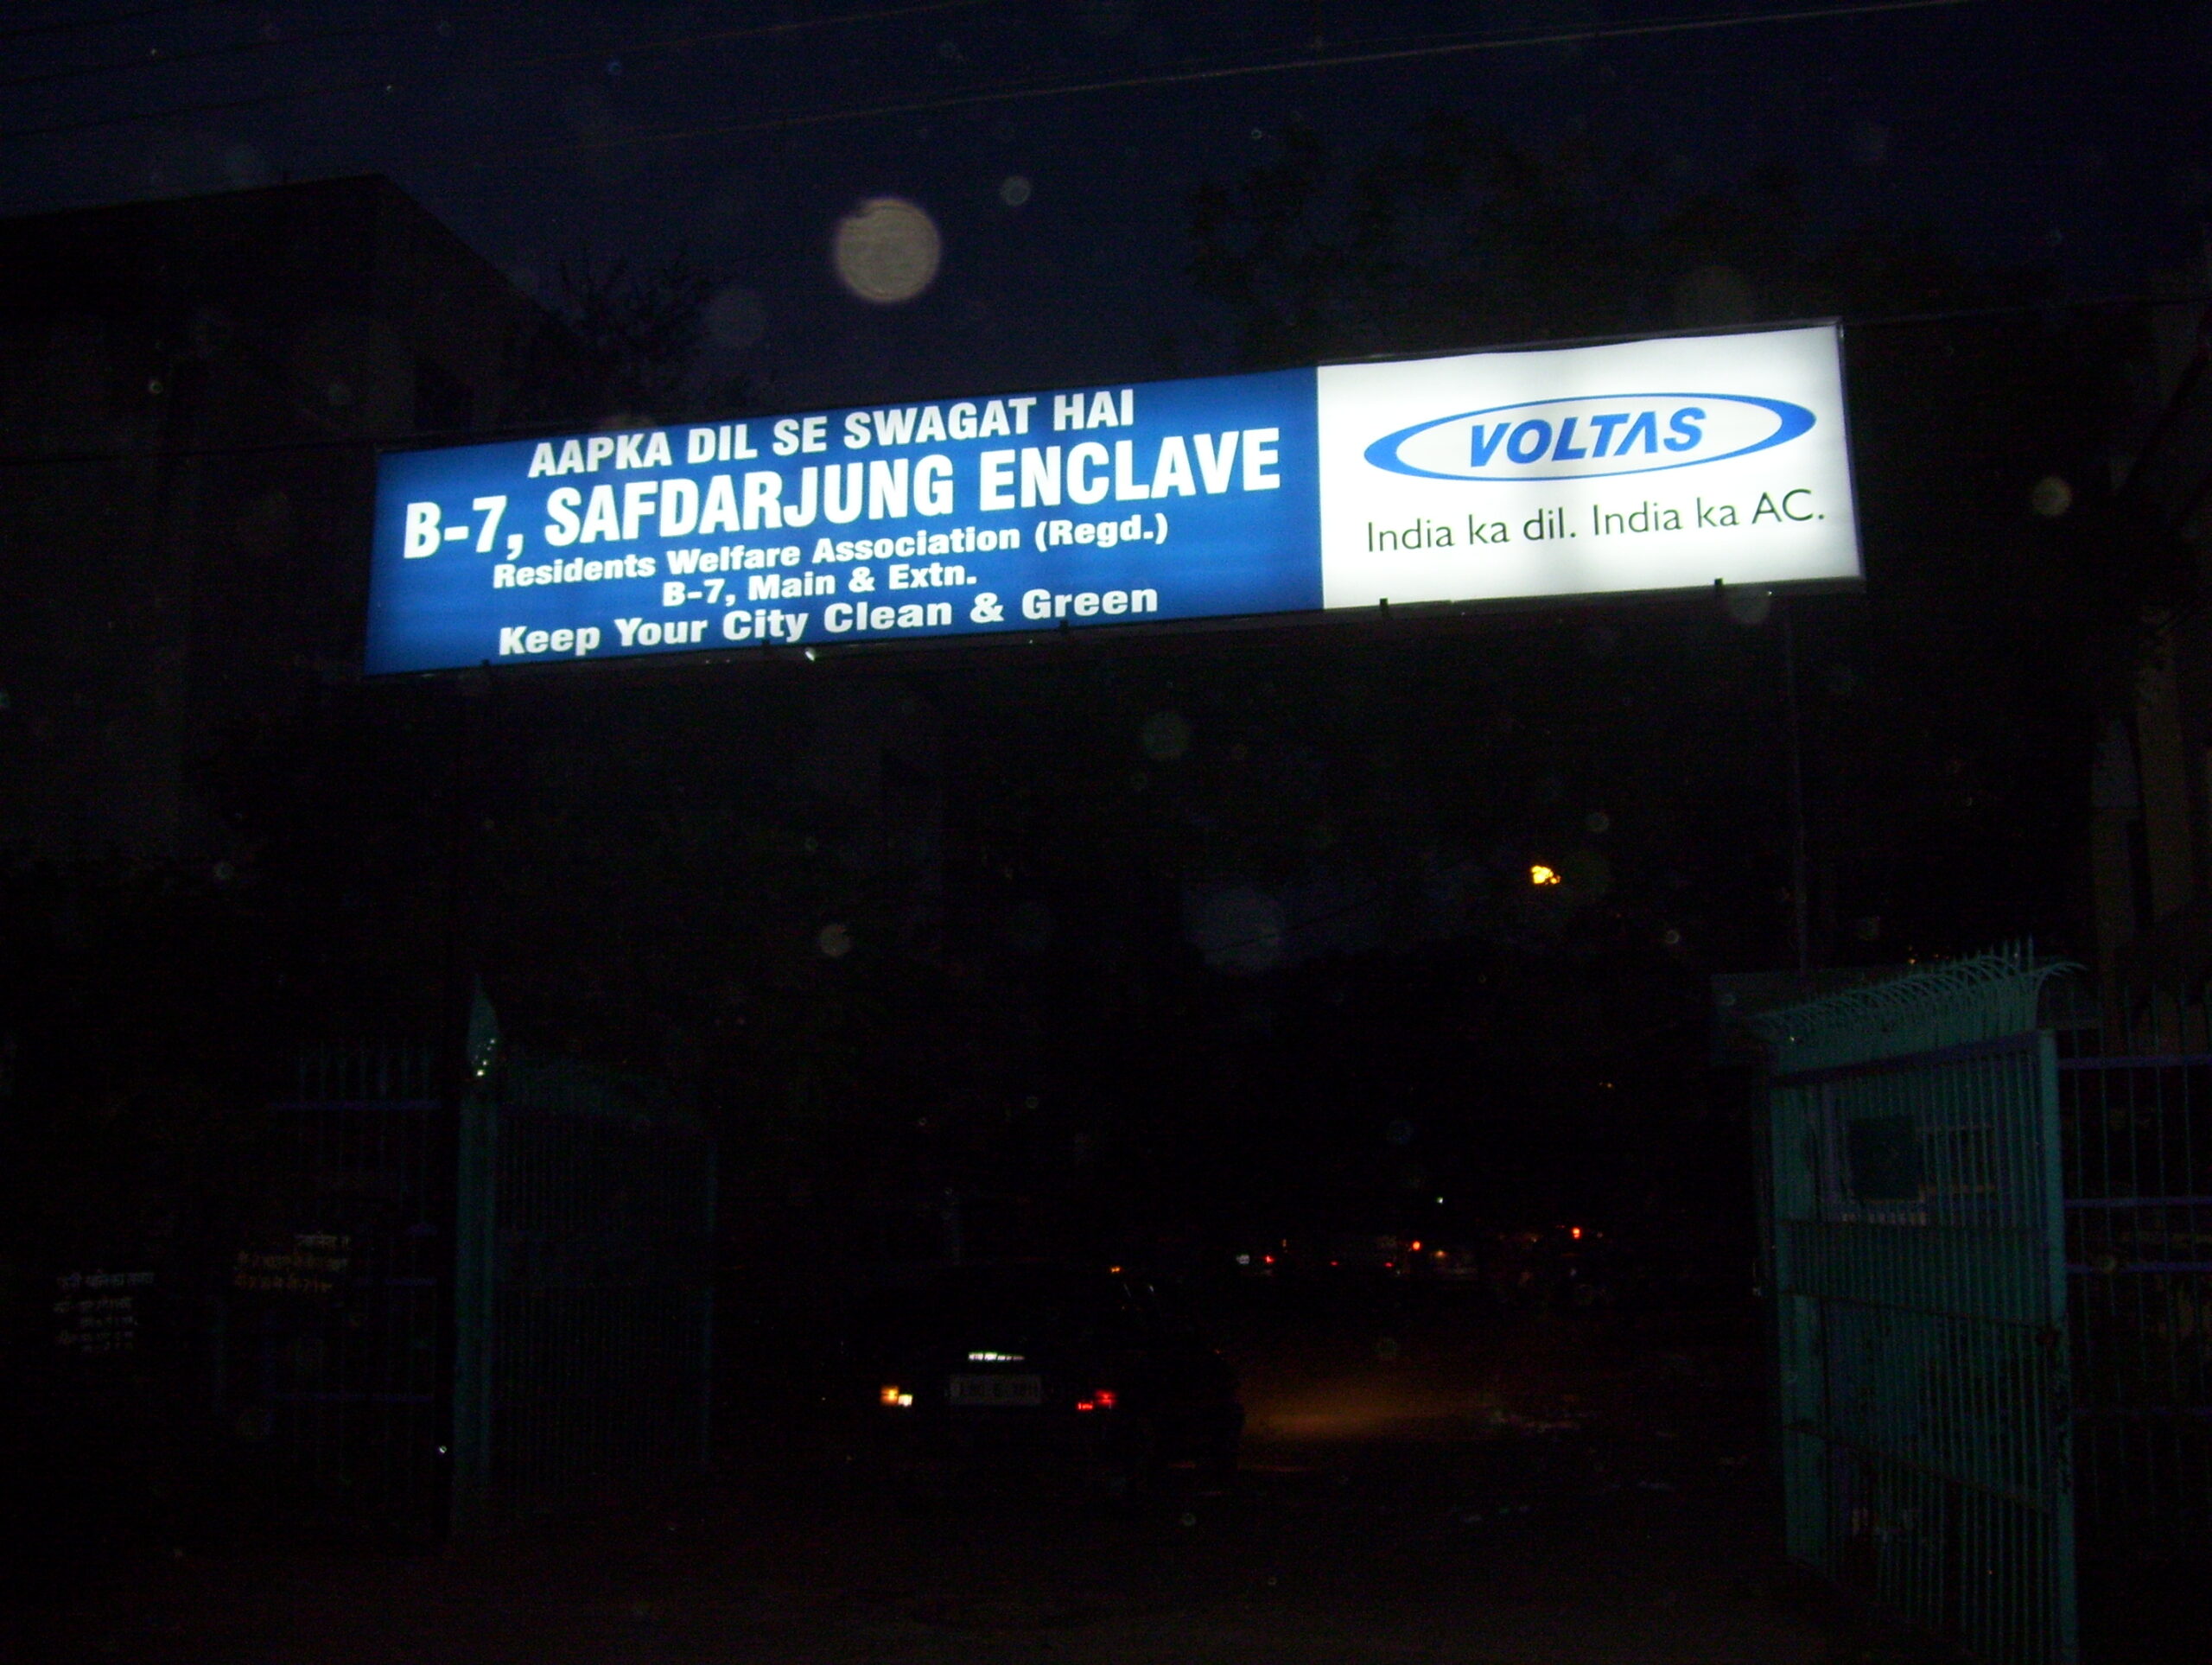 AAPKA DIL SE SWAGAT HAI
B-7, SAFDARJUNG ENCLAVE
Residents Welfare Association (Regd.)
B-7, Main & Extn.
Keep Your City Clean & Green
VOLTAS
India ka dil. India ka AC.